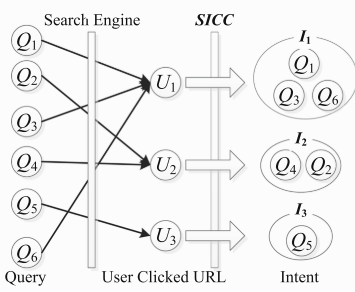 Search Engine SICC
Q1
Q2
Q3
Q4
Q5
Q6
U1
U2
U3
I1
Q1
Q3 Q6
I2
Q4 Q2
I3
Q5
Query User Clicked URL Intent